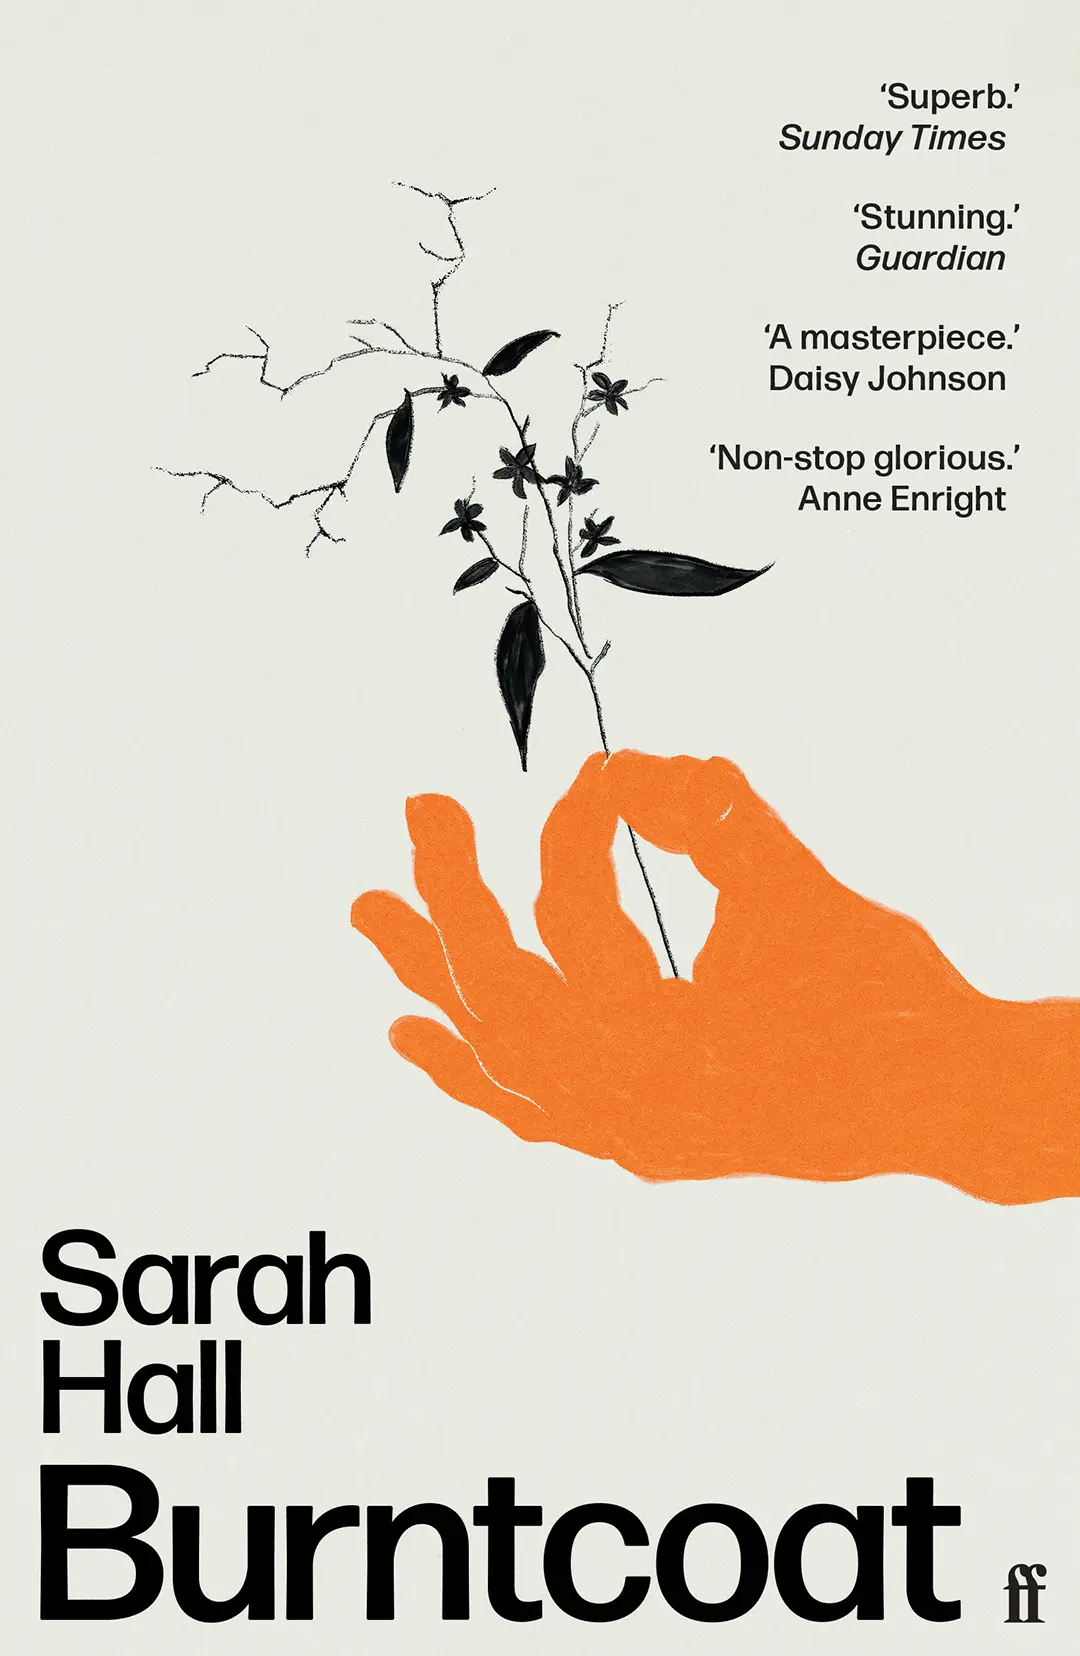 ‘Superb.’
Sunday Times
‘Stunning.’
Guardian
‘A masterpiece.’
Daisy Johnson
‘Non-stop glorious.’
Anne Enright
Sarah
Hall
Burntcoat
ff